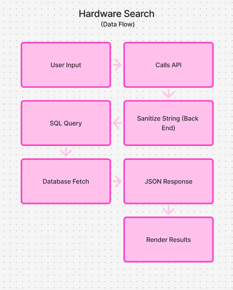 Hardware Search
(Data Flow)
User Input
Calls API
SQL Query
Sanitize String (Back
End)
Database Fetch
JSON Response
Render Results